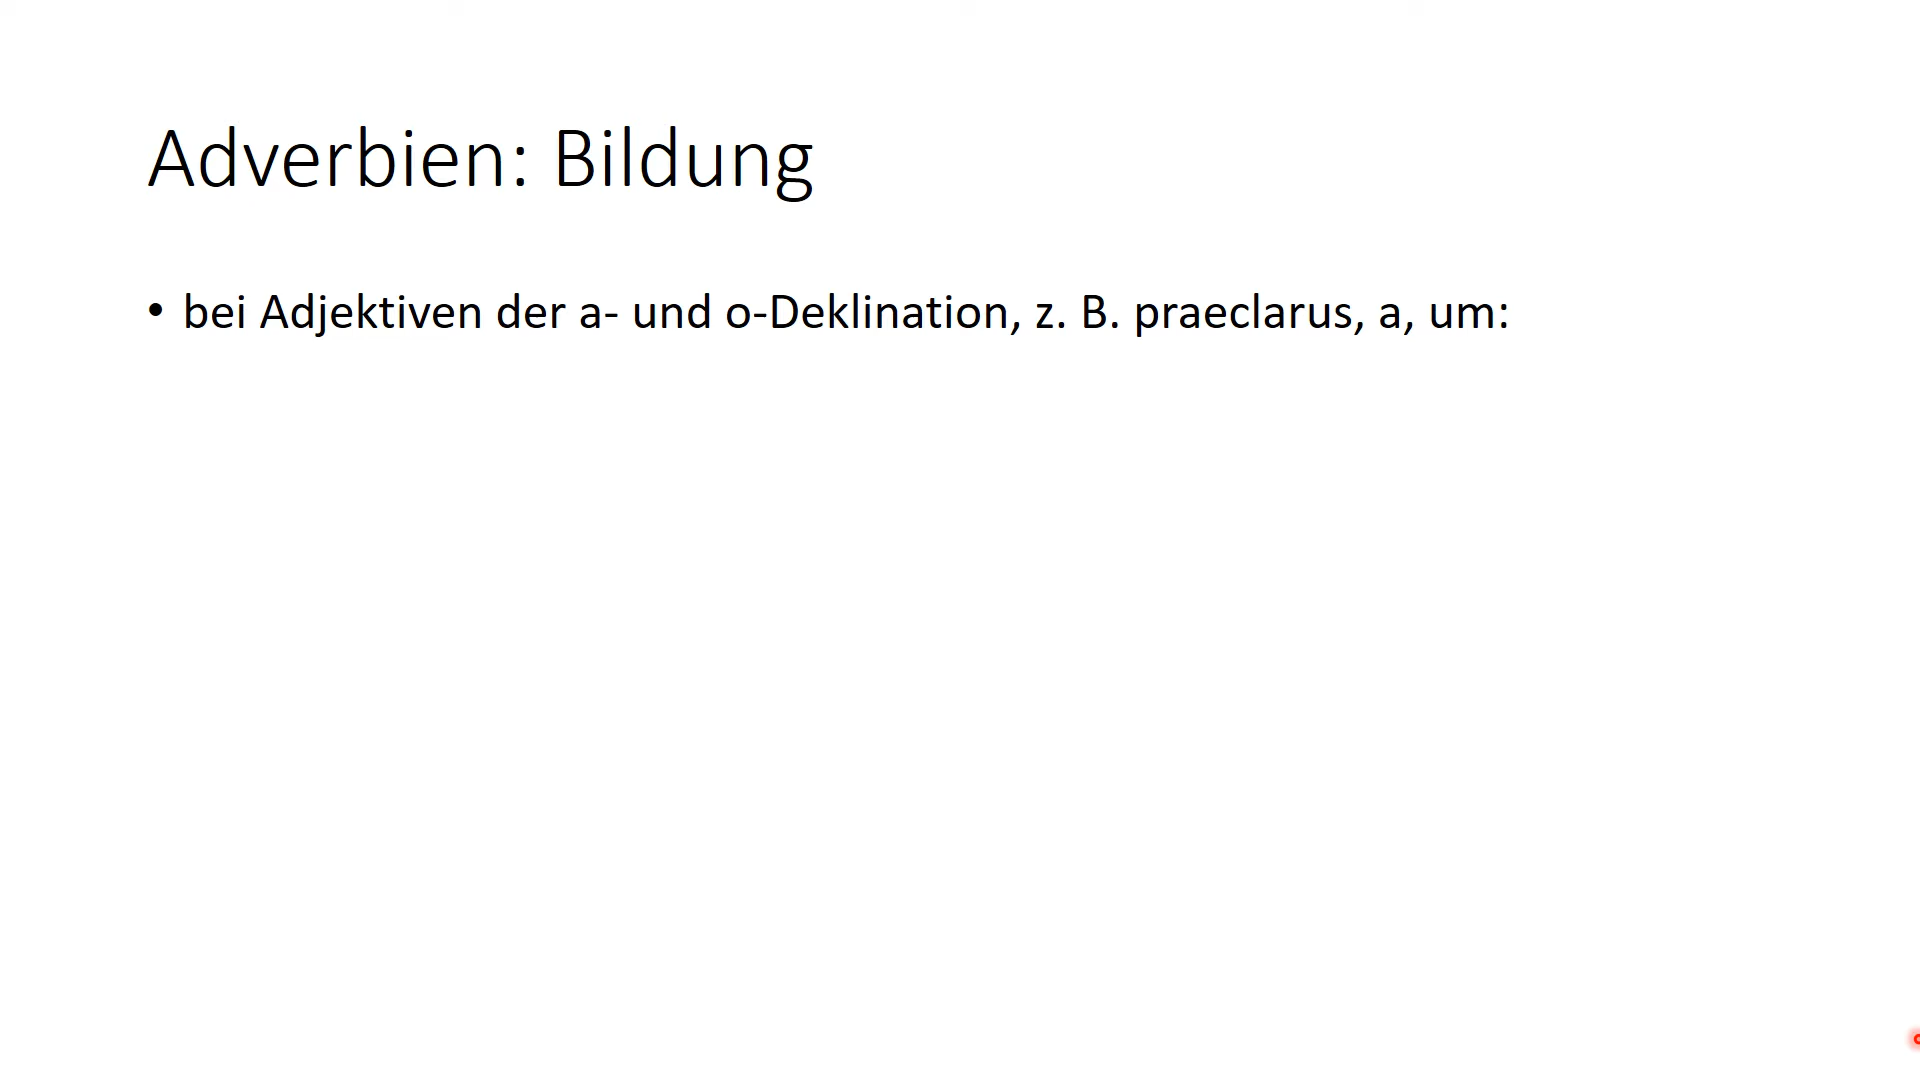 Adverbien: Bildung
• bei Adjektiven der a- und o-Deklination, z. B. praeclarus, a, um: